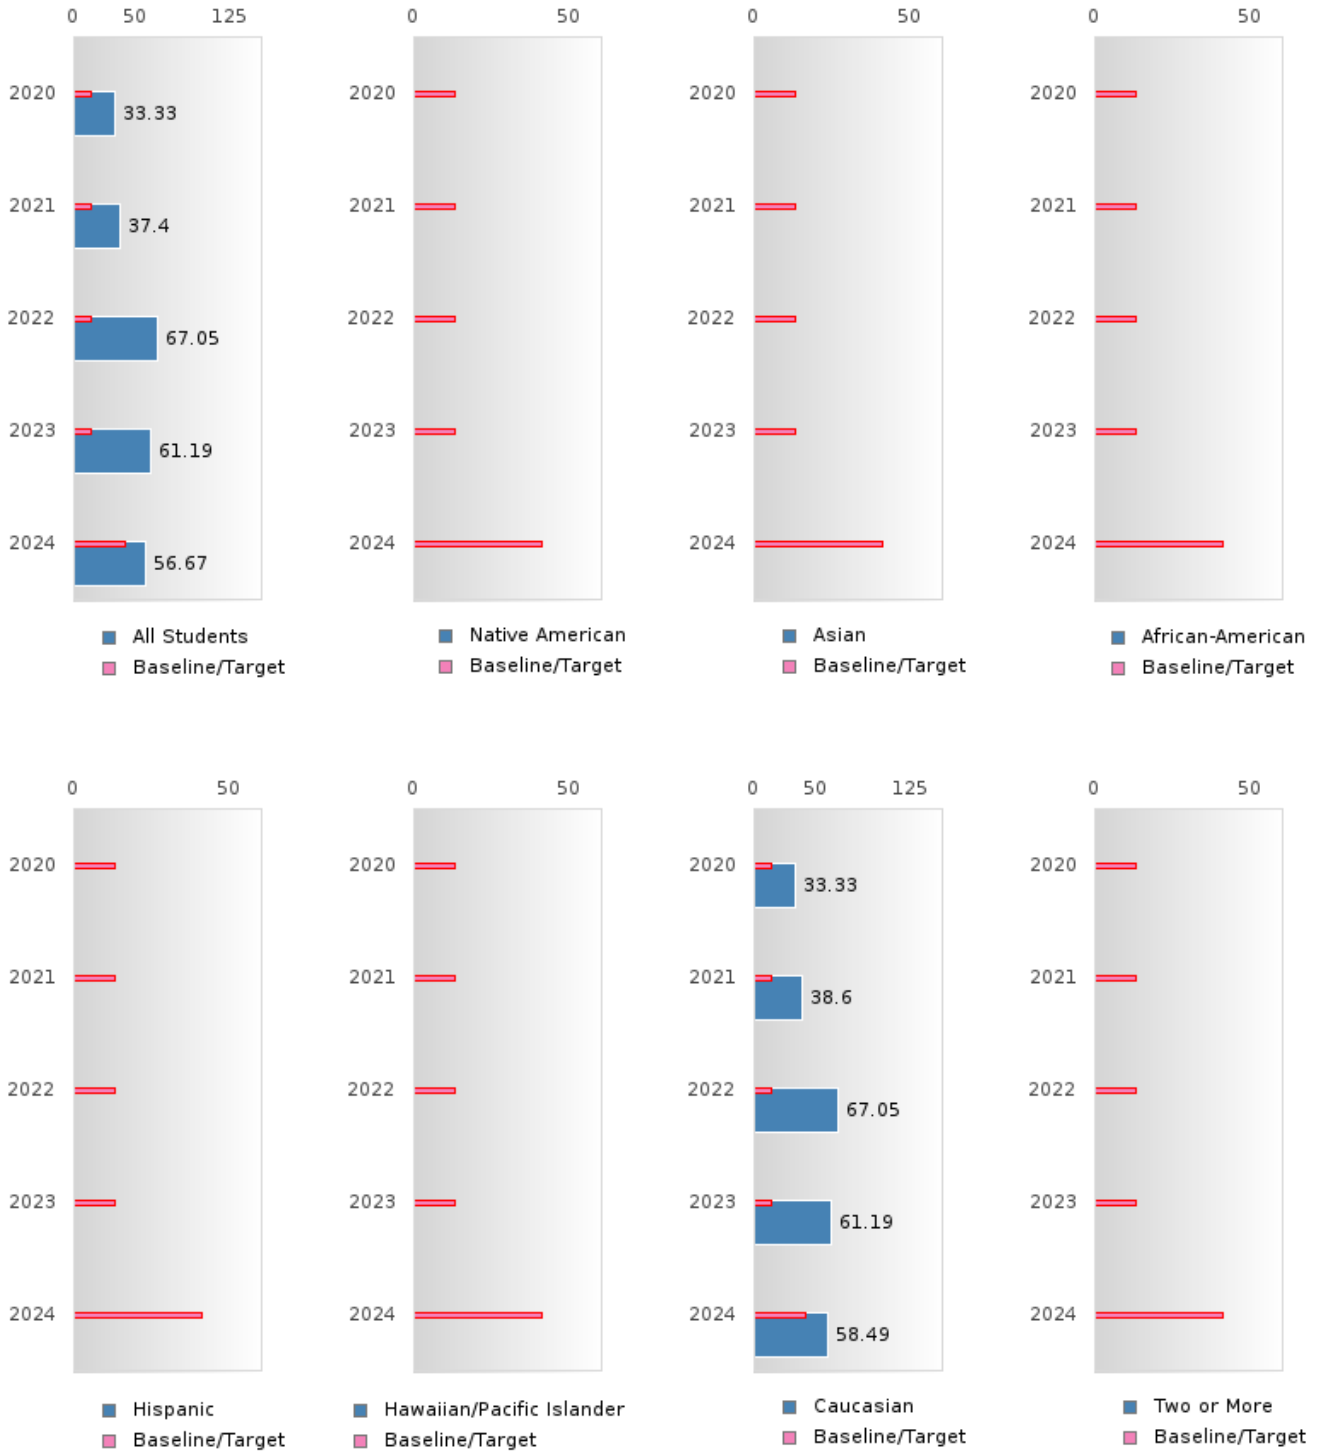 0 50 125
2020 33.33
2021 37.4
2022 67.05
2023 61.19
2024 56.67
All Students
Baseline/Target
0 50
2020
2021
2022
2023
2024
Native American
Baseline/Target
0 50
2020
2021
2022
2023
2024
Asian
Baseline/Target
0 50
2020
2021
2022
2023
2024
African-American
Baseline/Target
0 50
2020
2021
2022
2023
2024
Hispanic
Baseline/Target
0 50
2020
2021
2022
2023
2024
Hawaiian/Pacific Islander
Baseline/Target
0 50 125
2020 33.33
2021 38.6
2022 67.05
2023 61.19
2024 58.49
Caucasian
Baseline/Target
0 50
2020
2021
2022
2023
2024
Two or More
Baseline/Target